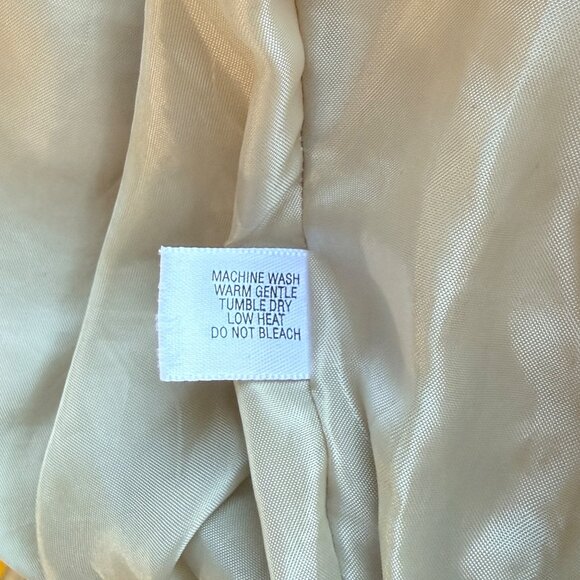 MACHINE WASH
WARM GENTLE
TUMBLE DRY
LOW HEAT
DO NOT BLEACH